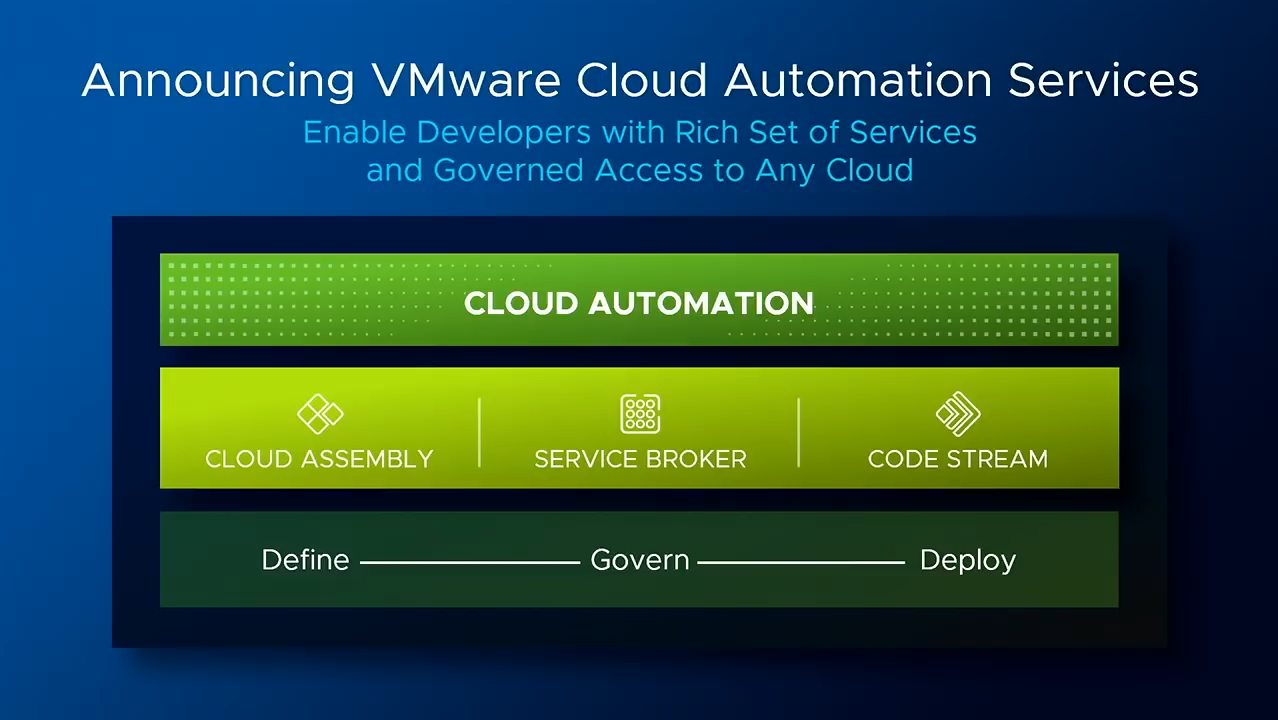 Announcing VMware Cloud Automation Services
Enable Developers with Rich Set of Services
and Governed Access to Any Cloud
CLOUD AUTOMATION
CLOUD ASSEMBLY
SERVICE BROKER
CODE STREAM
Define
Govern
Deploy